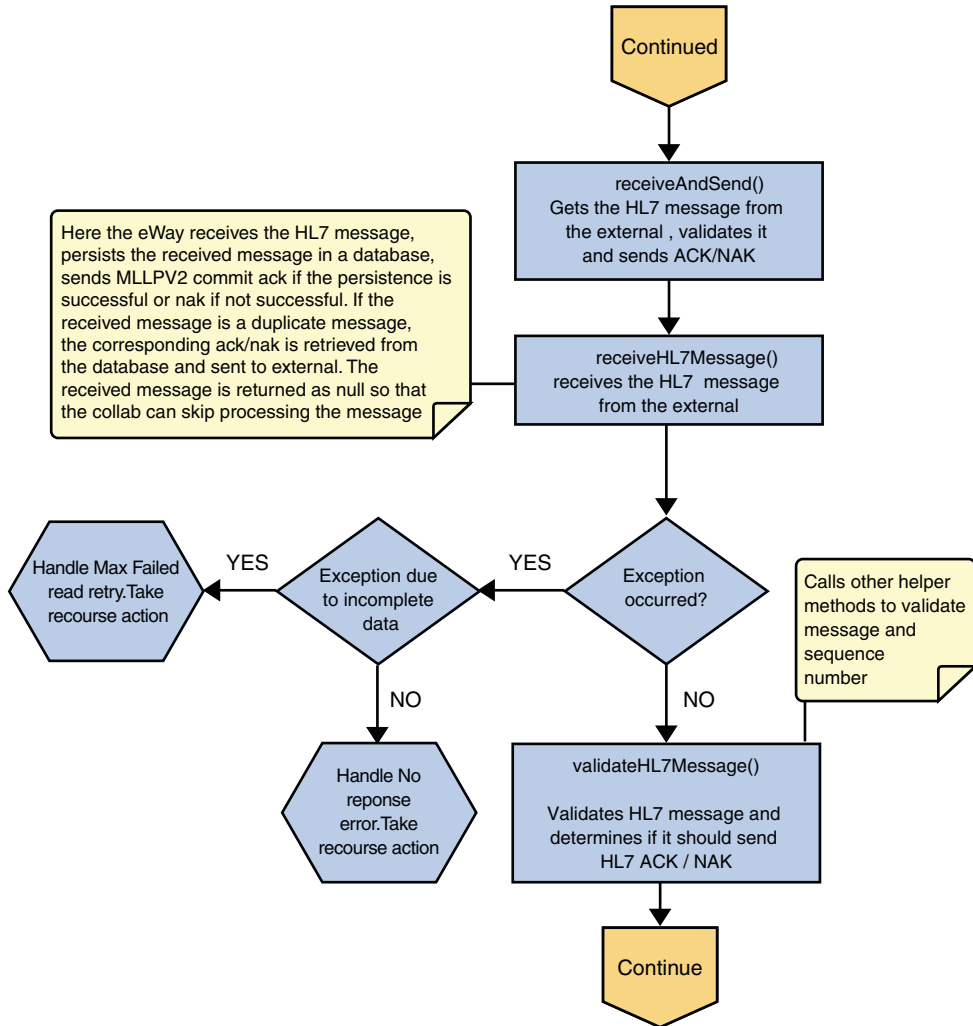 Continued
receiveAndSend()
Gets the HL7 message from
the external , validates it
and sends ACK/NAK
Here the eWay receives the HL7 message,
persists the received message in a database,
sends MLLPV2 commit ack if the persistence is
successful or nak if not successful. If the
received message is a duplicate message,
the corresponding ack/nak is retrieved from
the database and sent to external. The
received message is returned as null so that
the collab can skip processing the message
receiveHL7Message()
receives the HL7 message
from the external
Handle Max Failed
read retry.Take
recourse action
YES
Exception due
to incomplete
data
YES
Exception
occurred?
Calls other helper
methods to validate
message and
sequence
number
NO
NO
Handle No
reponse
error.Take
recourse action
validateHL7Message()
Validates HL7 message and
determines if it should send
HL7 ACK / NAK
Continue